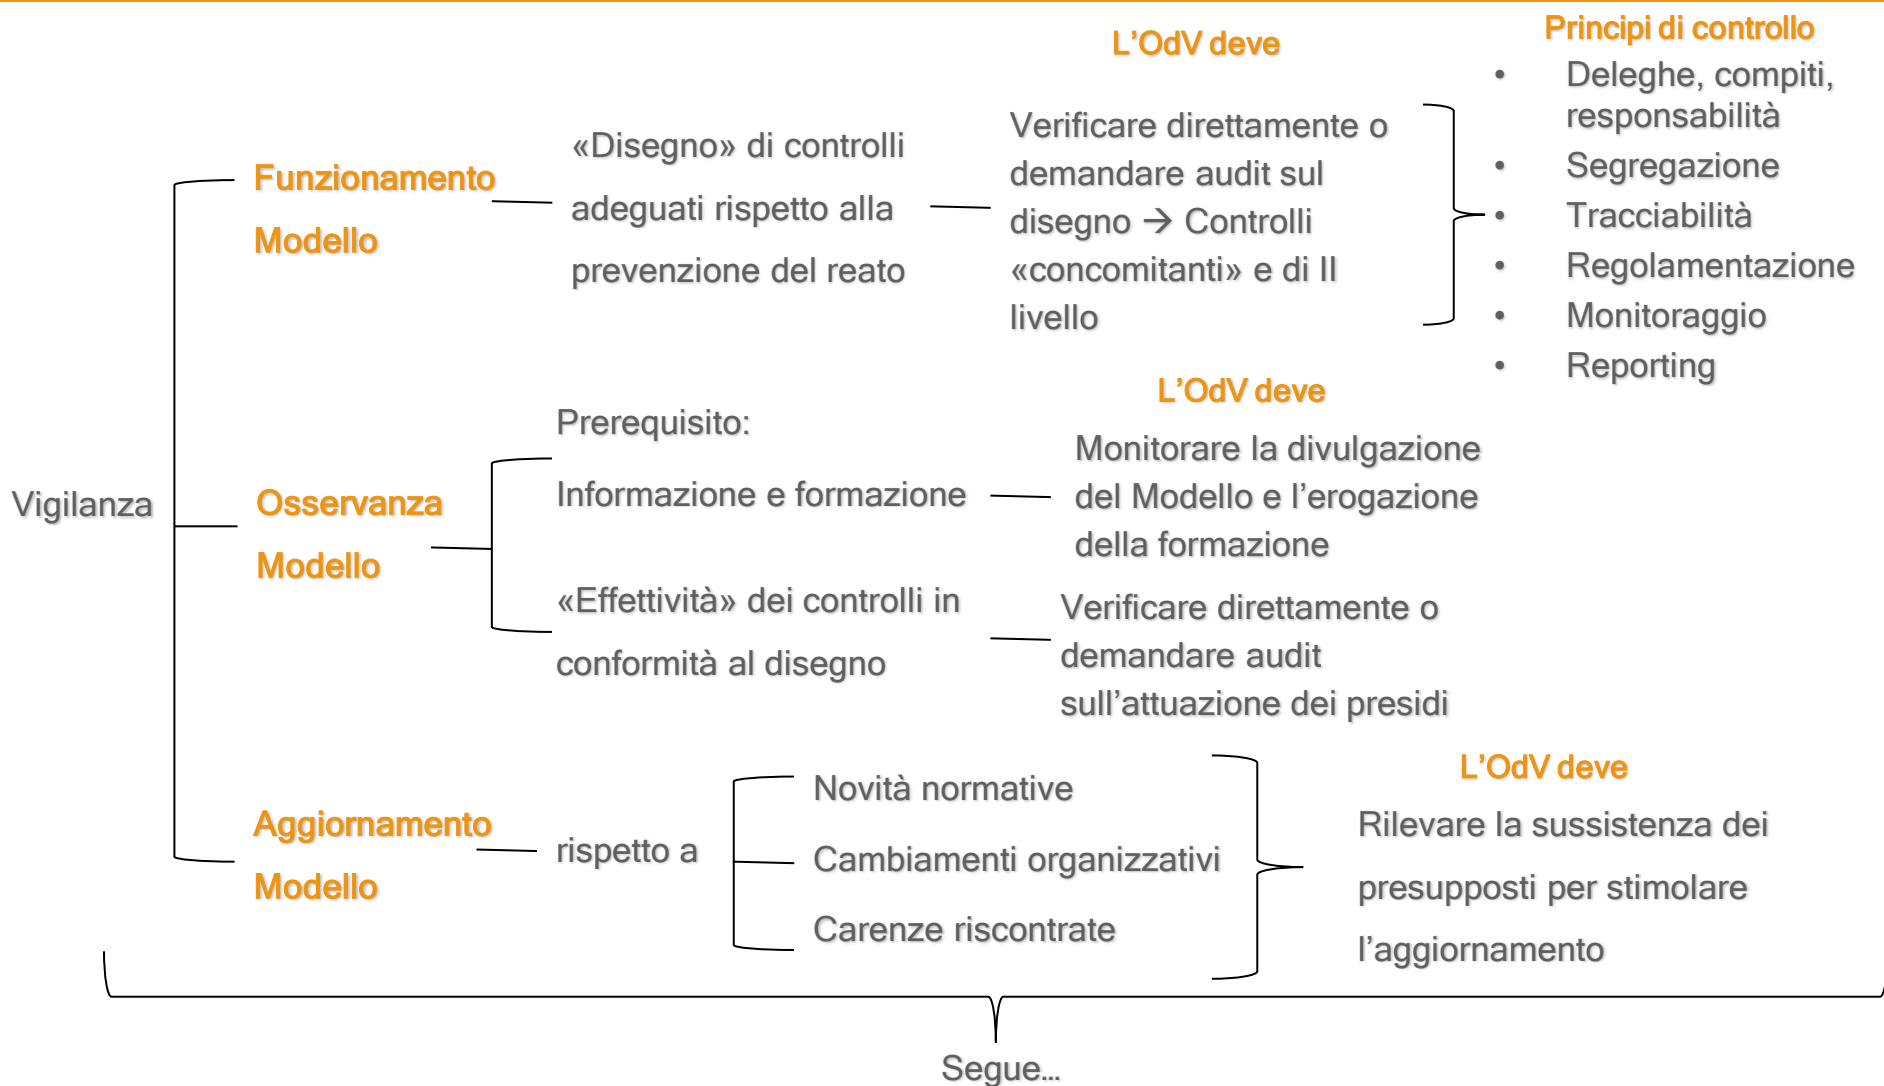 Vigilanza
Funzionamento
Modello
«Disegno» di controlli
adeguati rispetto alla
prevenzione del reato
L’OdV deve
Verificare direttamente o
demandare audit sul
disegno → Controlli
«concomitanti» e di II
livello
Principi di controllo
• Deleghe, compiti,
responsabilità
• Segregazione
• Tracciabilità
• Regolamentazione
• Monitoraggio
• Reporting
Osservanza
Modello
Prerequisito:
Informazione e formazione
L’OdV deve
Monitorare la divulgazione
del Modello e l’erogazione
della formazione
«Effettività» dei controlli in
conformità al disegno
Verificare direttamente o
demandare audit
sull’attuazione dei presidi
Aggiornamento
Modello
rispetto a
Novità normative
Cambiamenti organizzativi
Carenze riscontrate
L’OdV deve
Rilevare la sussistenza dei
presupposti per stimolare
l’aggiornamento
Segue…